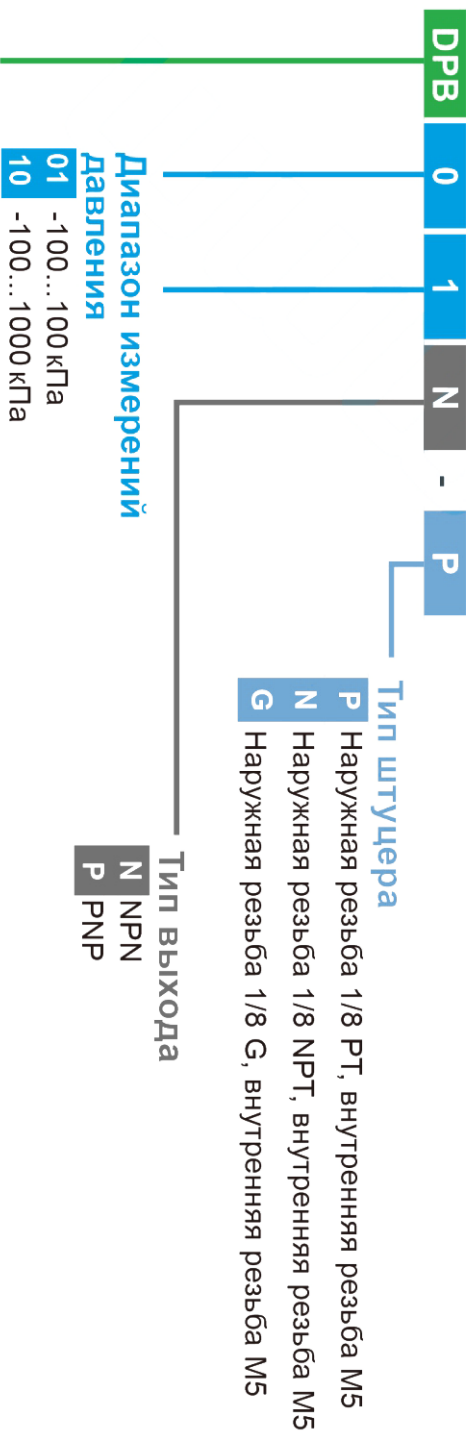 DPB 0 1 N - P
Тип штуцера
P Наружная резьба 1/8 PT, внутренняя резьба M5
N Наружная резьба 1/8 NPT, внутренняя резьба M5
G Наружная резьба 1/8 G, внутренняя резьба M5
Тип выхода
N NPN
P PNP
Диапазон измерений
давления
01 -100...100 кПа
10 -100...1000 кПа